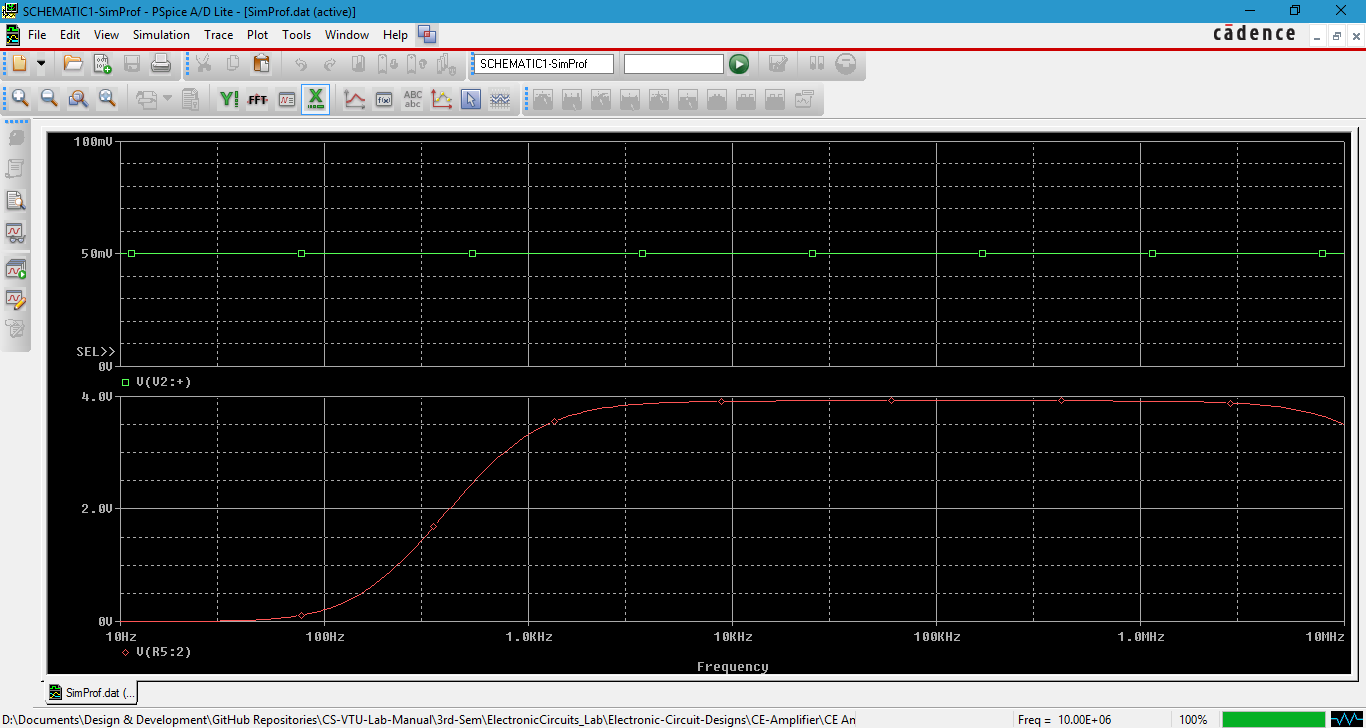 SCHEMATIC1-SimProf - PSpice A/D Lite - [SimProf.dat (active)]
File Edit View Simulation Trace Plot Tools Window Help
cādence
SCHEMATIC1-SimProf
Y! FFT X ABC abc f(x)
100mV
50mV
SEL>>
0V
V(V2:+)
4.0V
2.0V
0V
10Hz 100Hz 1.0KHz 10KHz 100KHz 1.0MHz 10MHz
V(R5:2)
Frequency
SimProf.dat (...
D:\Documents\Design & Development\GitHub Repositories\CS-VTU-Lab-Manual\3rd-Sem\ElectronicCircuits_Lab\Electronic-Circuit-Designs\CE-Amplifier\CE An
Freq = 10.00E+06 100%